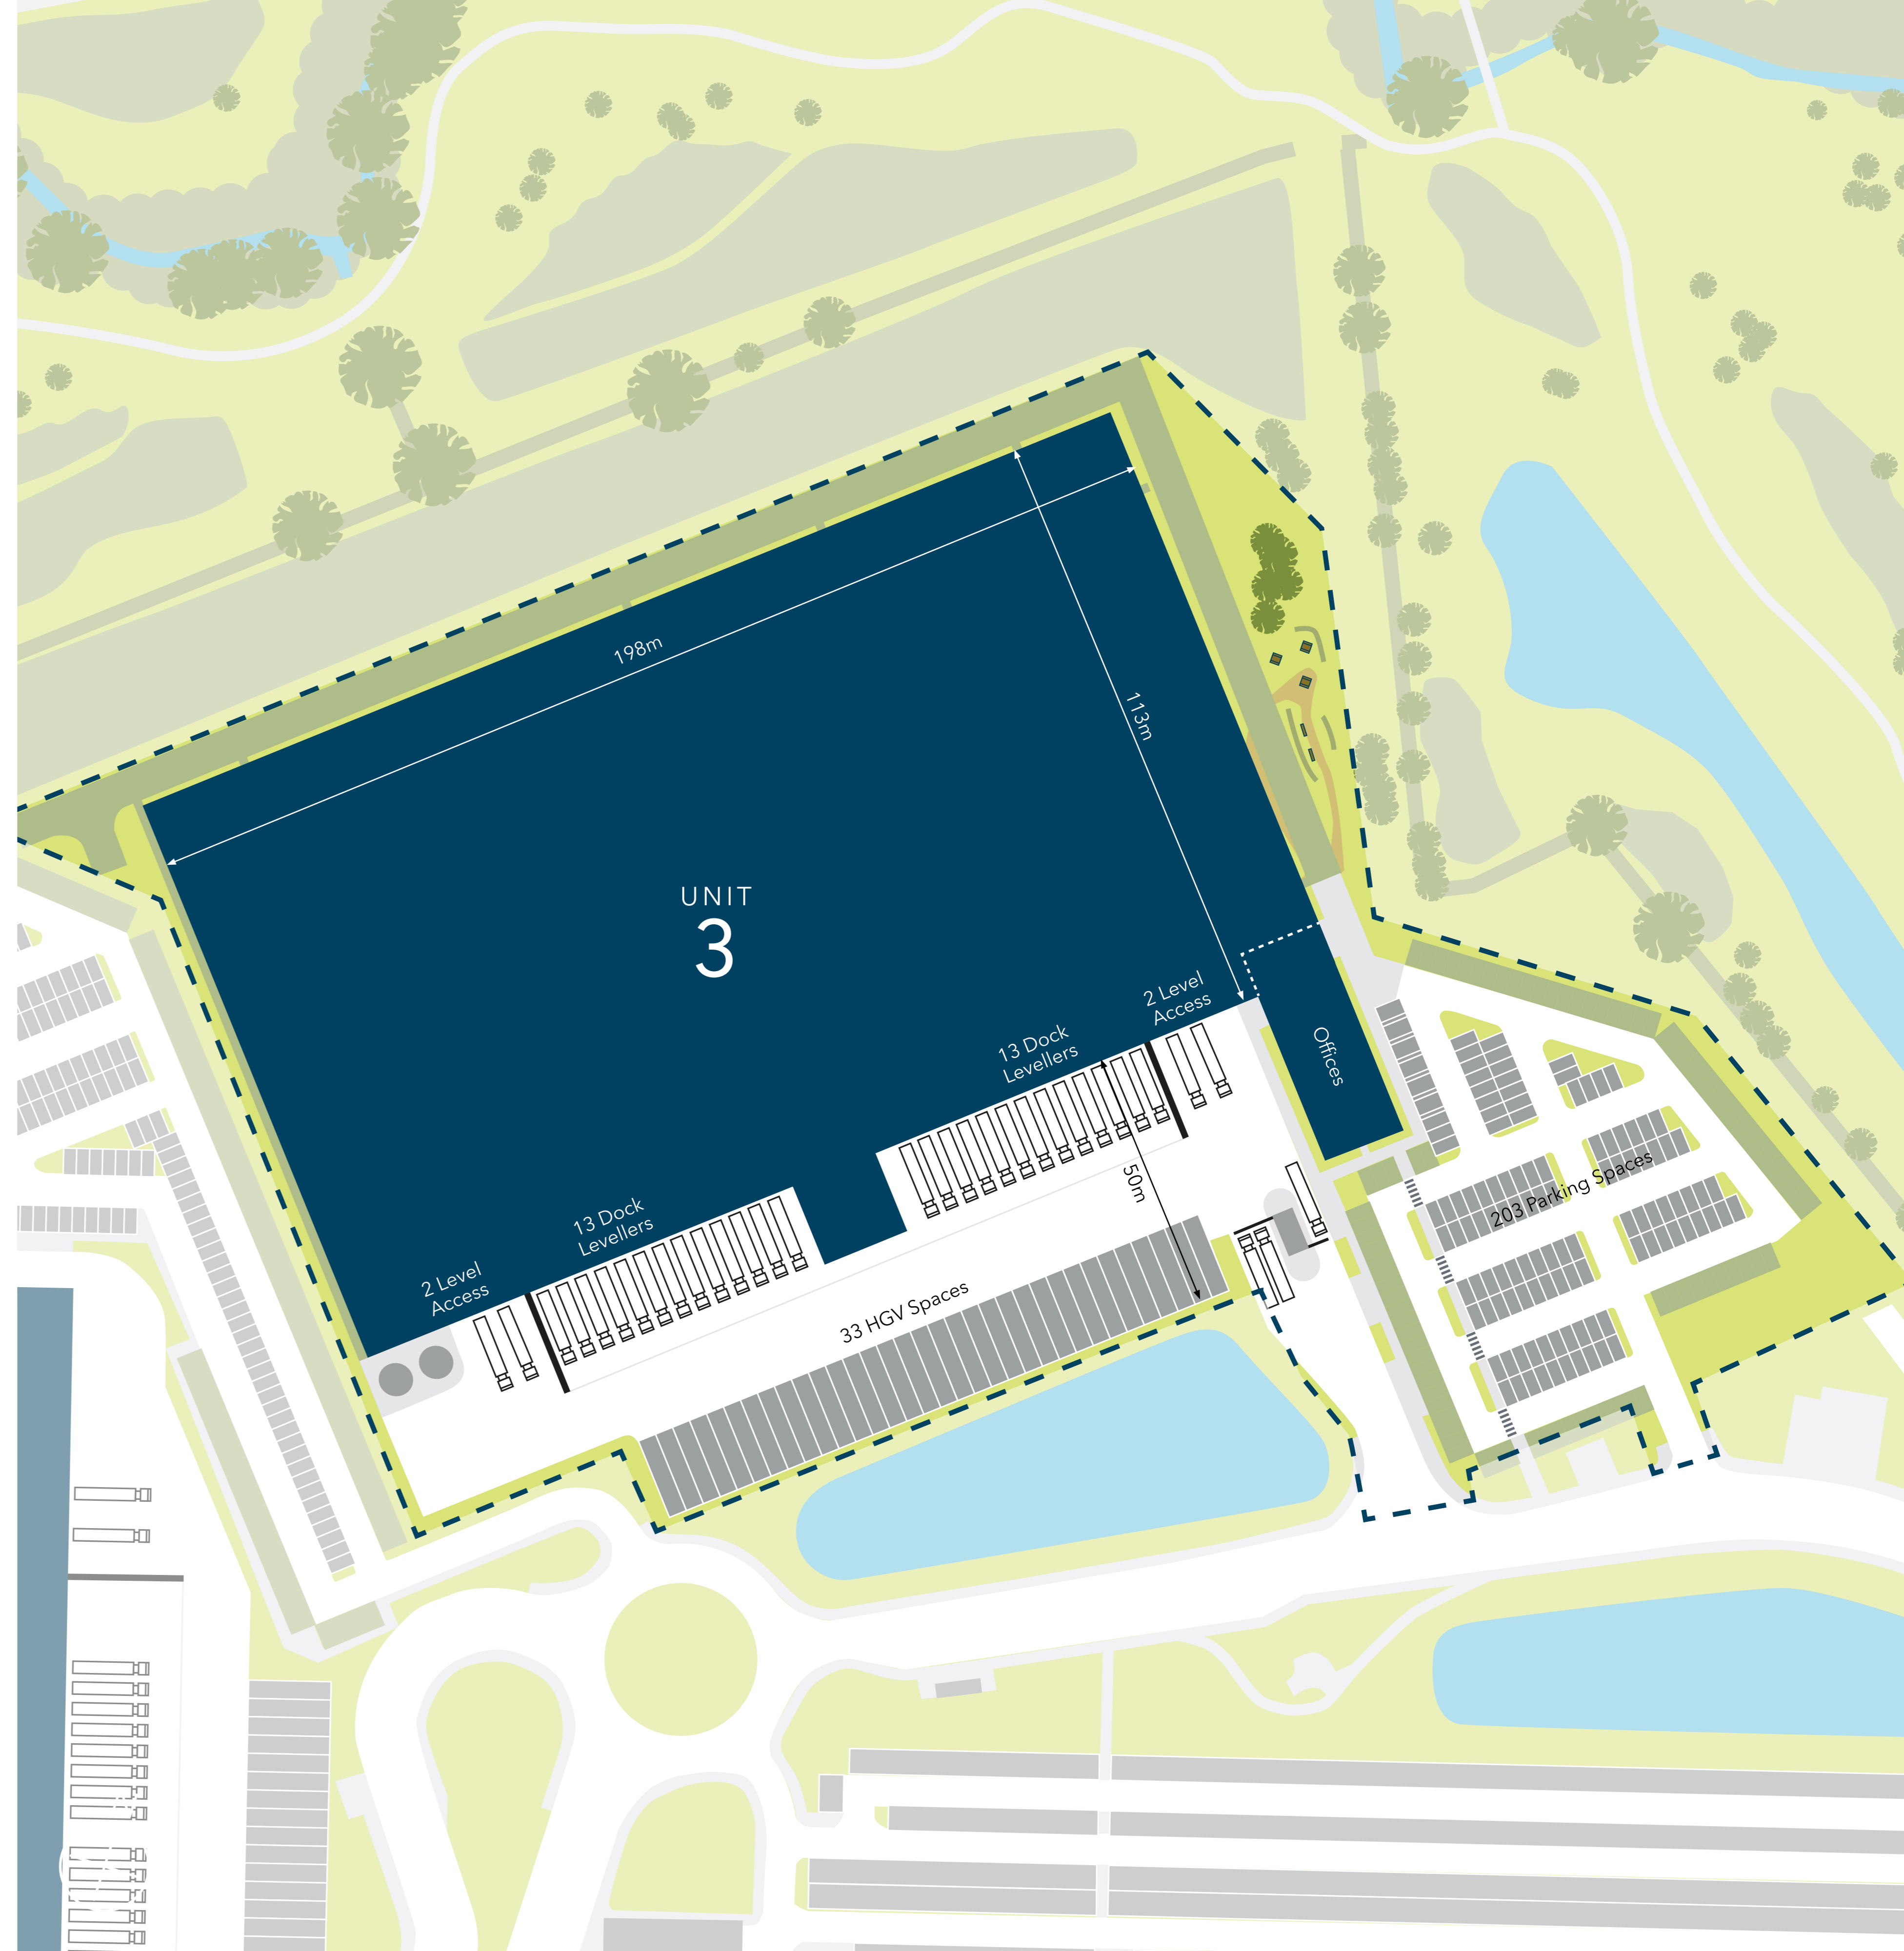 198m
113m
UNIT
3
2 Level
Access
13 Dock
Levellers
Offices
50m
13 Dock
Levellers
203 Parking Spaces
2 Level
Access
33 HGV Spaces